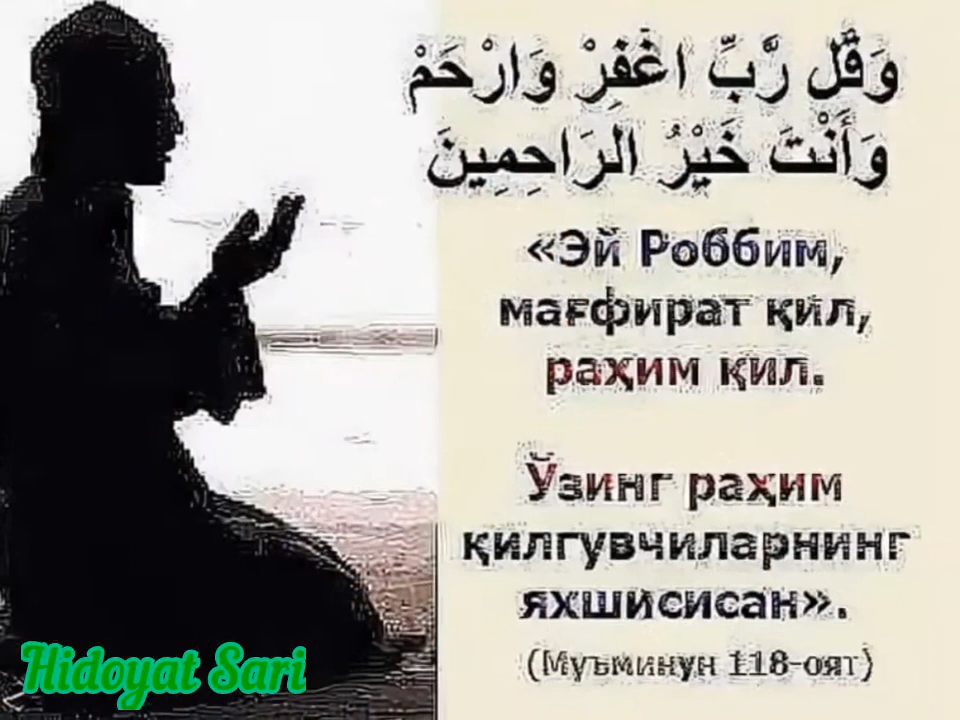 وَقُل رَّبِّ اغْفِرْ وَارْحَمْ
وَأَنْتَ خَيْرُ الرَاحِمِينَ
«Эй Роббим,
мағфират қил,
раҳим қил.
Ўзинг раҳим
қилгувчиларнинг
яхшисисан».
(Муъминун 118-оят)
Hidoyat Sari